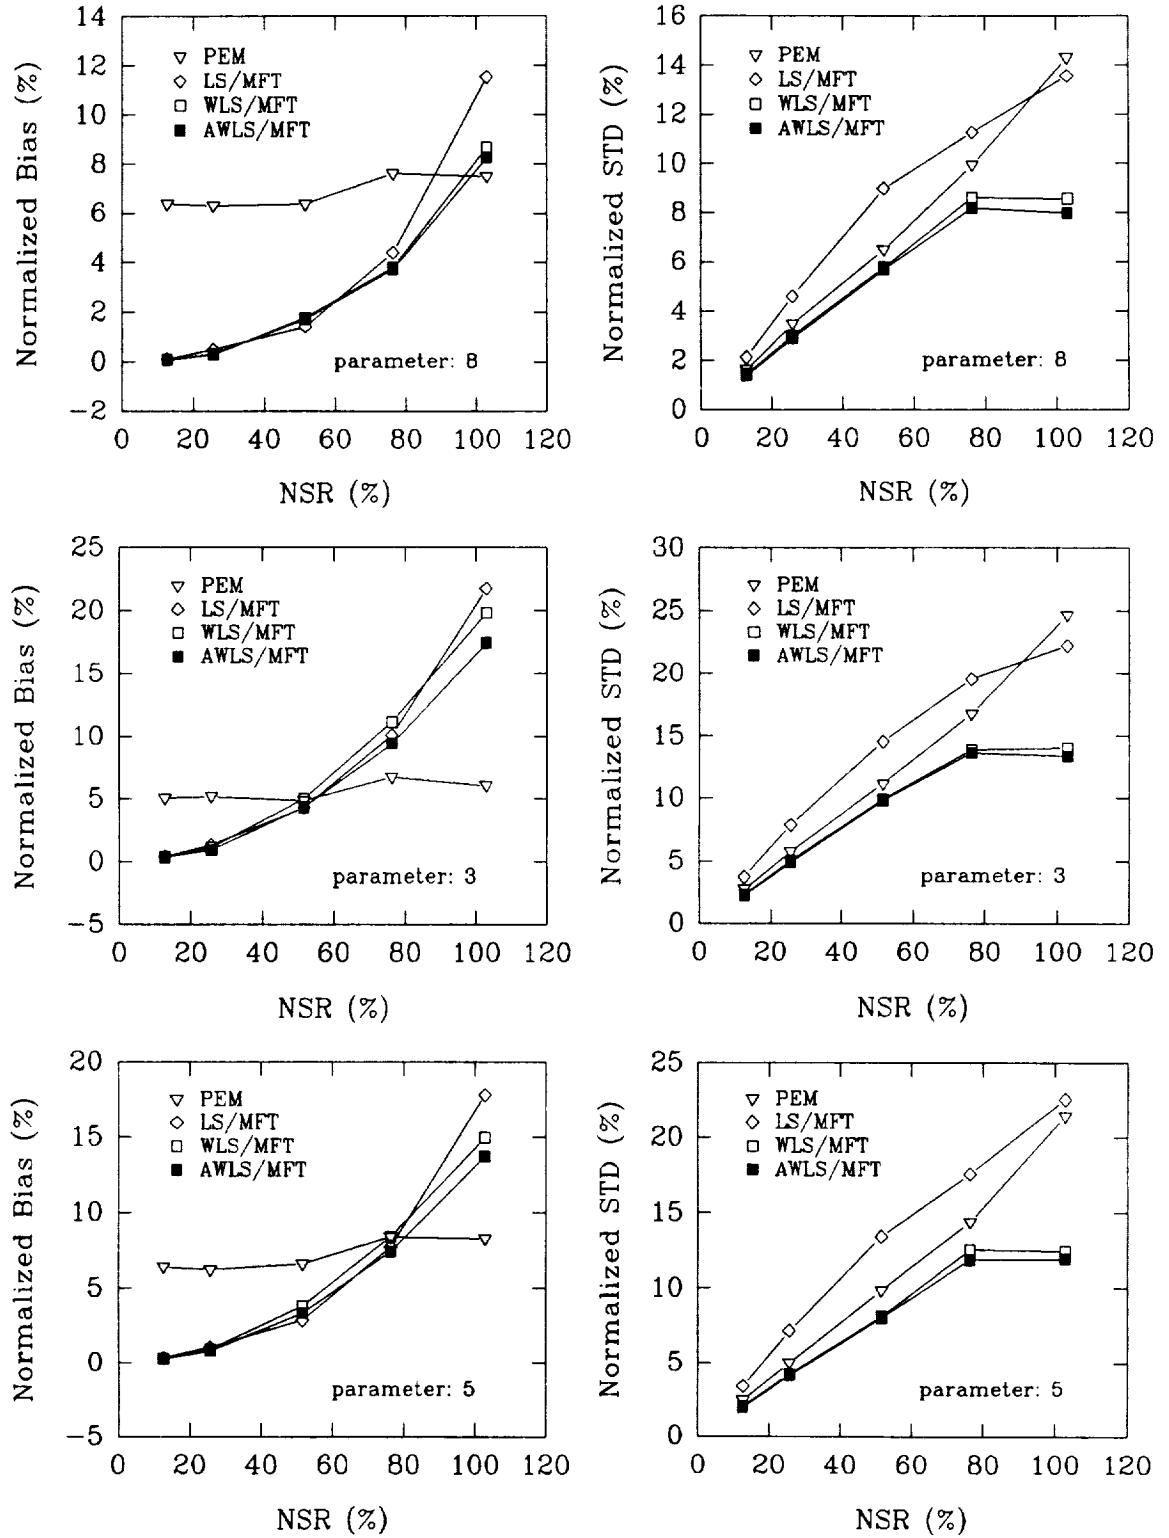 Normalized Bias (%)
14
12
10
8
6
4
2
0
−2
PEM
LS/MFT
WLS/MFT
AWLS/MFT
parameter: 8
0 20 40 60 80 100 120
NSR (%)
Normalized STD (%)
16
14
12
10
8
6
4
2
0
PEM
LS/MFT
WLS/MFT
AWLS/MFT
parameter: 8
0 20 40 60 80 100 120
NSR (%)
Normalized Bias (%)
25
20
15
10
5
0
−5
PEM
LS/MFT
WLS/MFT
AWLS/MFT
parameter: 3
0 20 40 60 80 100 120
NSR (%)
Normalized STD (%)
30
25
20
15
10
5
0
PEM
LS/MFT
WLS/MFT
AWLS/MFT
parameter: 3
0 20 40 60 80 100 120
NSR (%)
Normalized Bias (%)
20
15
10
5
0
−5
PEM
LS/MFT
WLS/MFT
AWLS/MFT
parameter: 5
0 20 40 60 80 100 120
NSR (%)
Normalized STD (%)
25
20
15
10
5
0
PEM
LS/MFT
WLS/MFT
AWLS/MFT
parameter: 5
0 20 40 60 80 100 120
NSR (%)